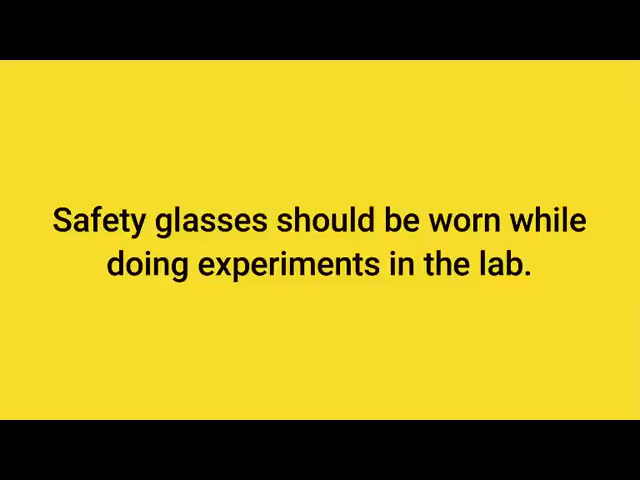 Safety glasses should be worn while
doing experiments in the lab.